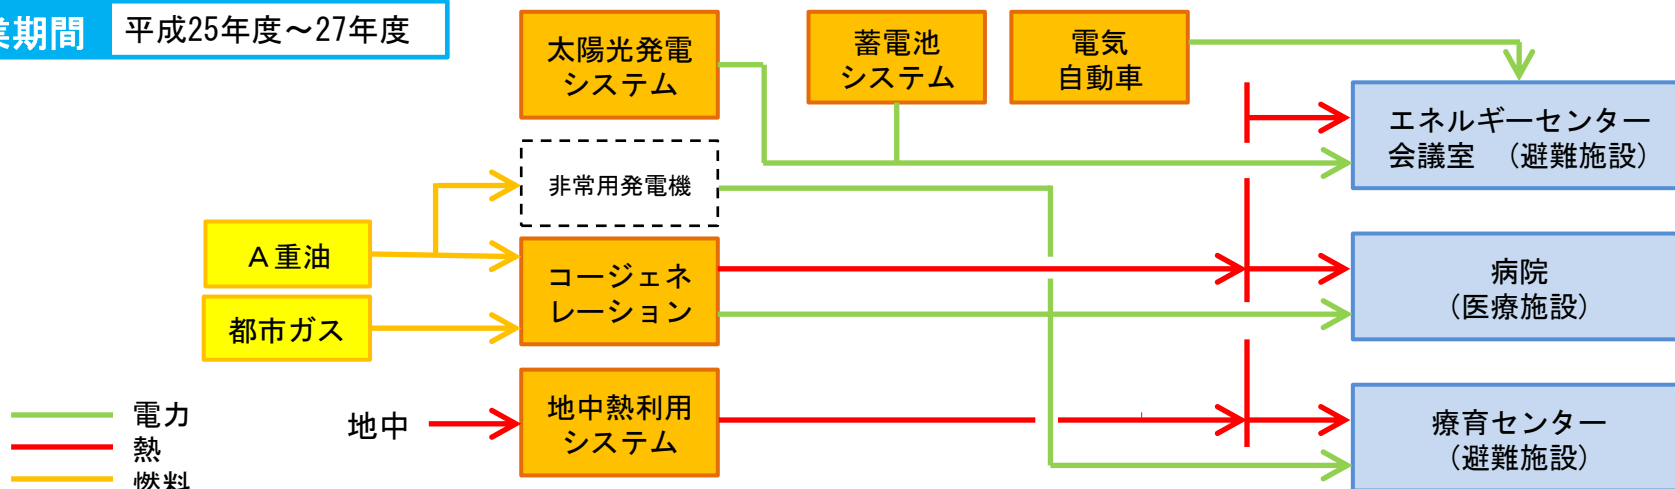 業期間
平成25年度～27年度
太陽光発電
システム
蓄電池
システム
電気
自動車
エネルギーセンター
会議室　（避難施設）
非常用発電機
Ａ重油
コージェネ
レーション
病院
（医療施設）
都市ガス
電力
熱
燃料
地中
地中熱利用
システム
療育センター
（避難施設）